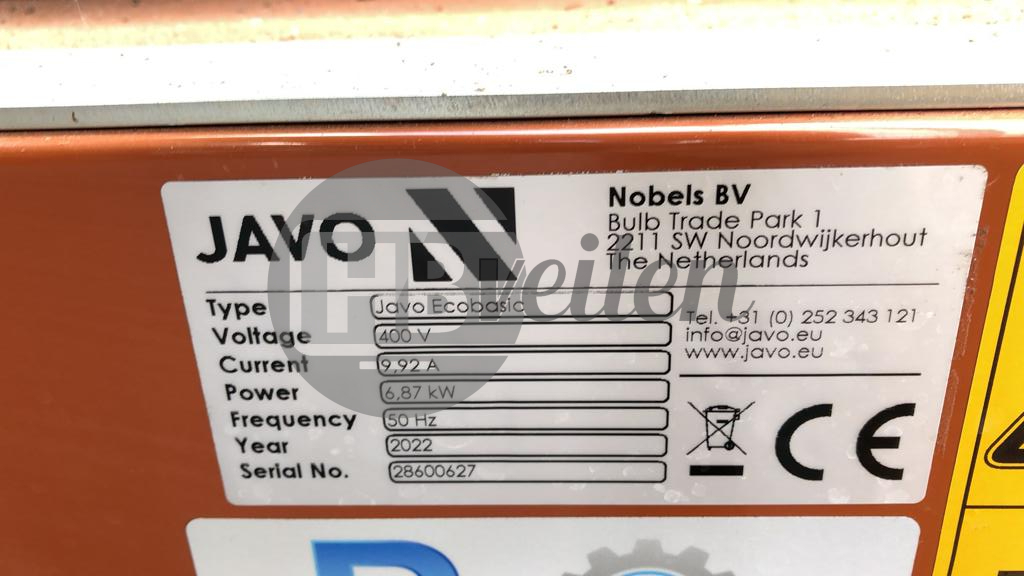 JAVO
Nobels BV
Bulb Trade Park 1
2211 SW Noordwijkerhout
The Netherlands
Type Javo Ecobasic
Voltage 400 V
Current 9,92 A
Power 6,87 kW
Frequency 50 Hz
Year 2022
Serial No. 28600627
Tel. +31 (0) 252 343 121
info@javo.eu
www.javo.eu
CE
HB
veilen